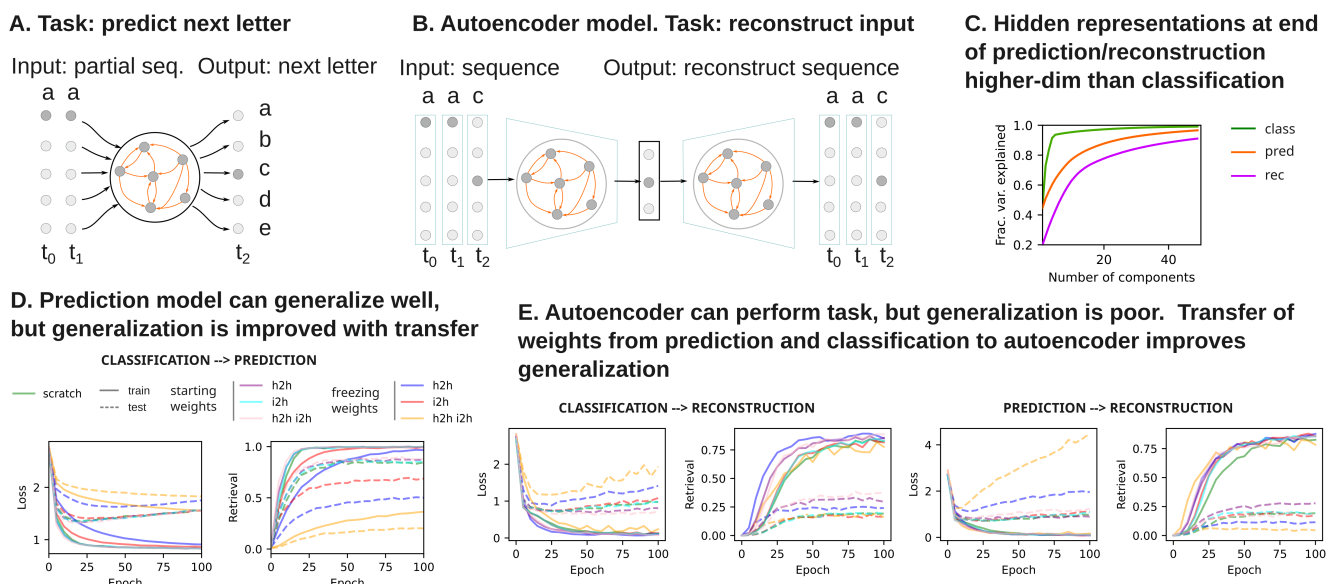 A. Task: predict next letter
Input: partial seq. Output: next letter
a a
a
b
c
d
e
t0 t1
t2
B. Autoencoder model. Task: reconstruct input
Input: sequence
Output: reconstruct sequence
a a c
a a c
t0 t1 t2
t0 t1 t2
C. Hidden representations at end
of prediction/reconstruction
higher-dim than classification
Frac. var. explained
1.0
0.8
0.6
0.4
0.2
20 40
Number of components
class
pred
rec
D. Prediction model can generalize well,
but generalization is improved with transfer
CLASSIFICATION --> PREDICTION
scratch
train
test
starting
weights
h2h
i2h
h2h i2h
freezing
weights
h2h
i2h
h2h i2h
Loss
2
1
0 25 50 75 100
Epoch
Retrieval
1.0
0.5
0.0
0 25 50 75 100
Epoch
E. Autoencoder can perform task, but generalization is poor. Transfer of
weights from prediction and classification to autoencoder improves
generalization
CLASSIFICATION --> RECONSTRUCTION
Loss
2
1
0
0 25 50 75 100
Epoch
Retrieval
0.75
0.50
0.25
0.00
0 25 50 75 100
Epoch
PREDICTION --> RECONSTRUCTION
Loss
4
2
0
0 25 50 75 100
Epoch
Retrieval
0.75
0.50
0.25
0.00
0 25 50 75 100
Epoch